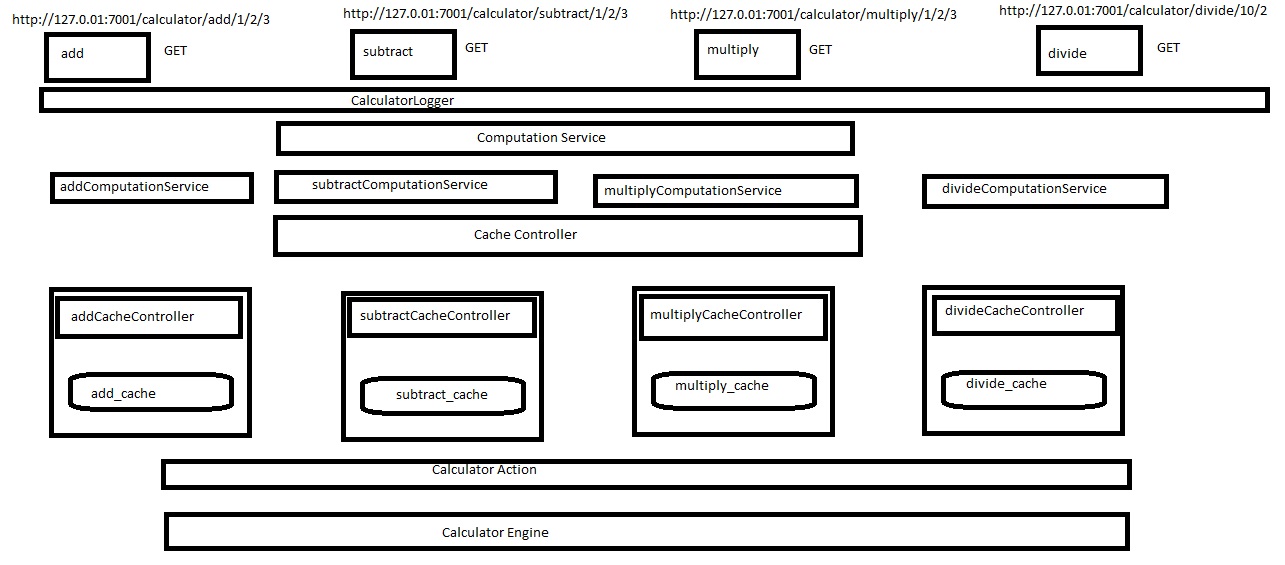 http://127.0.01:7001/calculator/add/1/2/3
http://127.0.01:7001/calculator/subtract/1/2/3
http://127.0.01:7001/calculator/multiply/1/2/3
http://127.0.01:7001/calculator/divide/10/2
add
GET
subtract
GET
multiply
GET
divide
GET
CalculatorLogger
Computation Service
addComputationService
subtractComputationService
multiplyComputationService
divideComputationService
Cache Controller
addCacheController
subtractCacheController
multiplyCacheController
divideCacheController
add_cache
subtract_cache
multiply_cache
divide_cache
Calculator Action
Calculator Engine